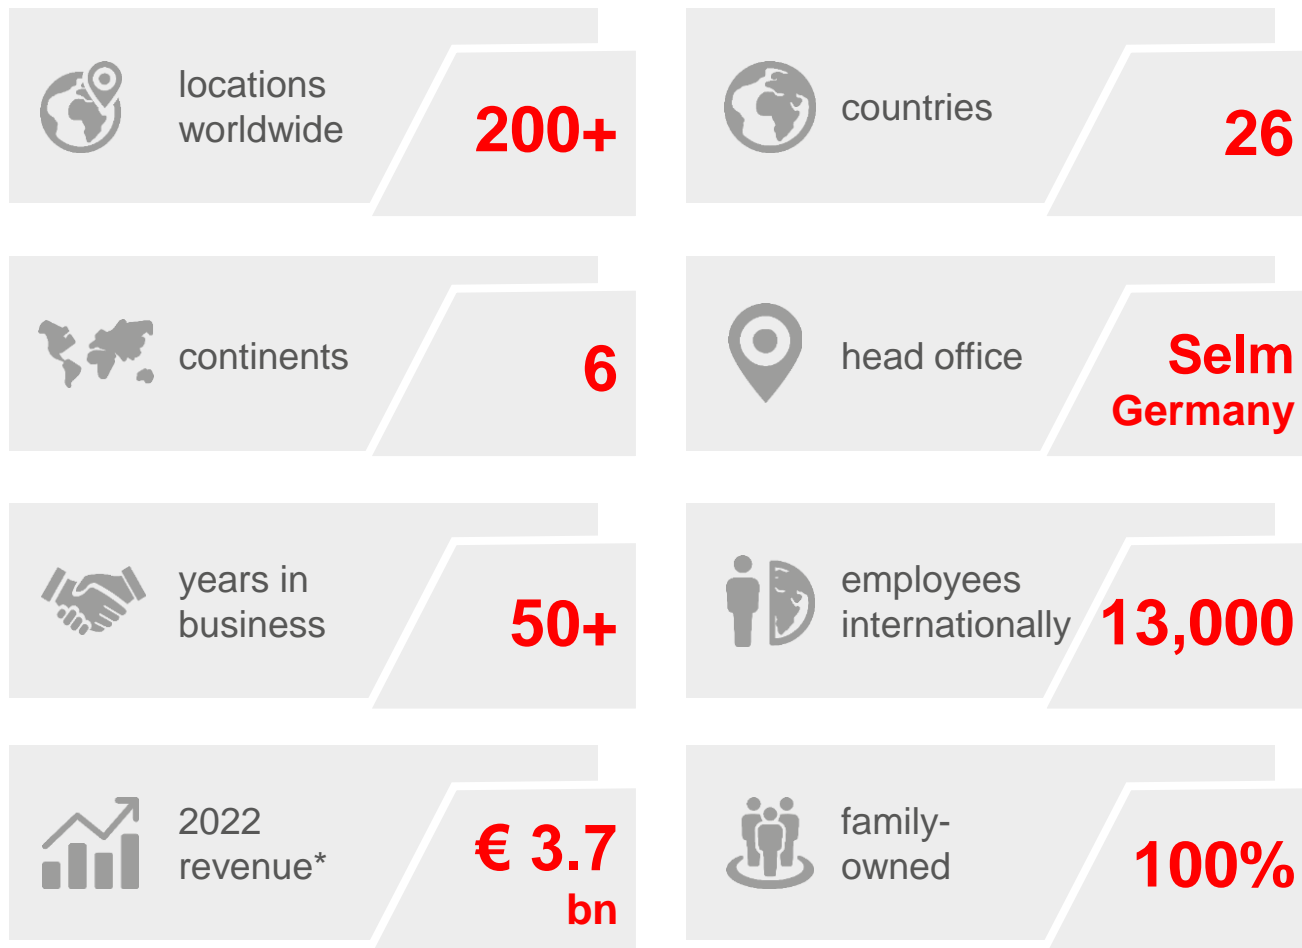 locations
worldwide
200+
countries
26
continents
6
head office
Selm
Germany
years in
business
50+
employees
internationally
13,000
2022
revenue*
€ 3.7
bn
family-
owned
100%